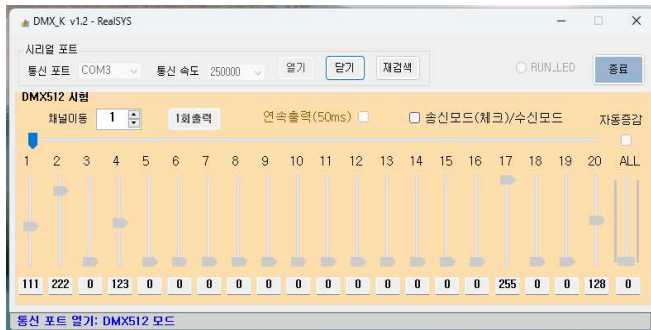 DMX_K v1.2 - RealSYS
시리얼 포트
통신 포트 COM3 통신 속도 250000 열기 닫기 재검색 RUN_LED 종료
DMX512 시험
채널이동 1 1회출력 연속출력(50ms) 송신모드(체크)/수신모드 자동증감
1 2 3 4 5 6 7 8 9 10 11 12 13 14 15 16 17 18 19 20 ALL
111 222 0 123 0 0 0 0 0 0 0 0 0 0 0 0 255 0 0 128 0
통신 포트 열기: DMX512 모드